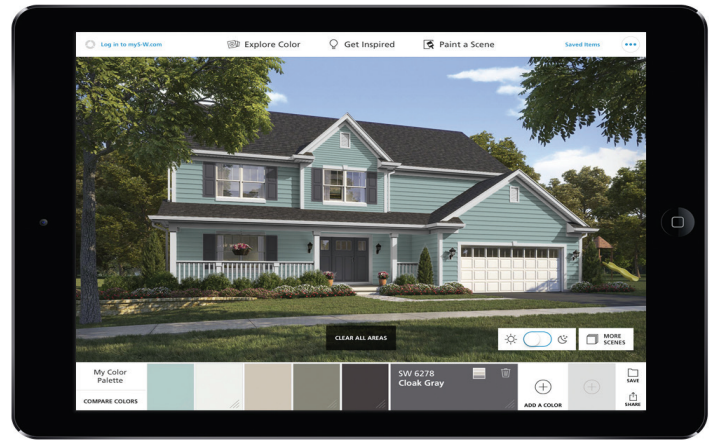 Log in to myS-W.com
Explore Color
Get Inspired
Paint a Scene
Saved Items
CLEAR ALL AREAS
MORE
SCENES
My Color
Palette
COMPARE COLORS
SW 6278
Cloak Gray
ADD A COLOR
SAVE
SHARE